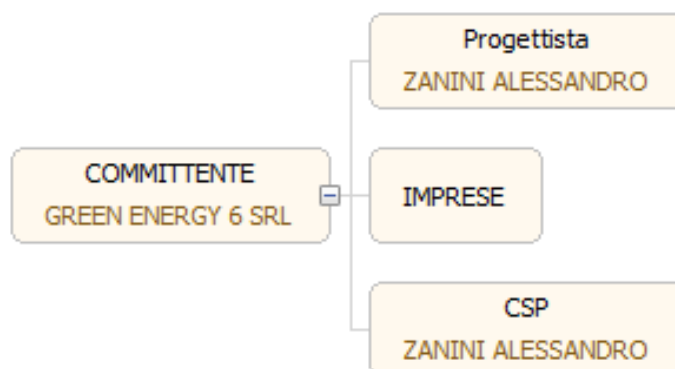 Progettista
ZANINI ALESSANDRO
COMMITTENTE
GREEN ENERGY 6 SRL
IMPRESE
CSP
ZANINI ALESSANDRO